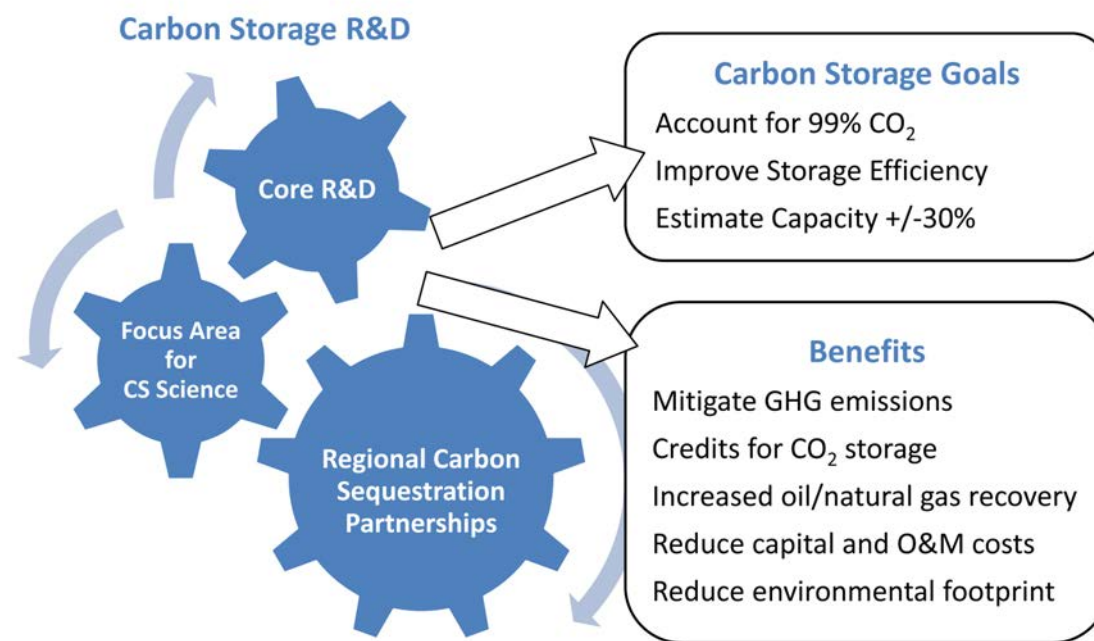 Carbon Storage R&D
Core R&D
Focus Area
for
CS Science
Regional Carbon
Sequestration
Partnerships
Carbon Storage Goals
Account for 99% CO₂
Improve Storage Efficiency
Estimate Capacity +/-30%
Benefits
Mitigate GHG emissions
Credits for CO₂ storage
Increased oil/natural gas recovery
Reduce capital and O&M costs
Reduce environmental footprint